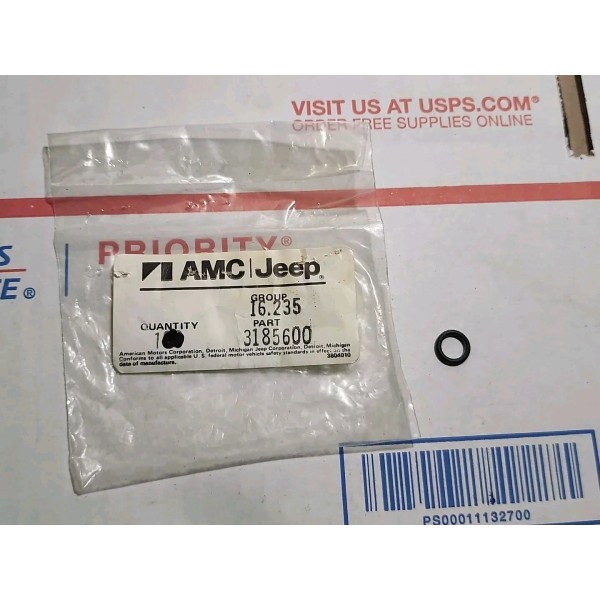 VISIT US AT USPS.COM®
ORDER FREE SUPPLIES ONLINE
PRIORITY®
S
E®
AMC Jeep®
GROUP
16.235
QUANTITY PART
1 3185600
American Motors Corporation, Detroit, Michigan Jeep Corporation, Detroit, Michigan
Conforms to all applicable U.S. federal motor vehicle safety standards in effect on the
date of manufacture. 3804010
PS00011132700